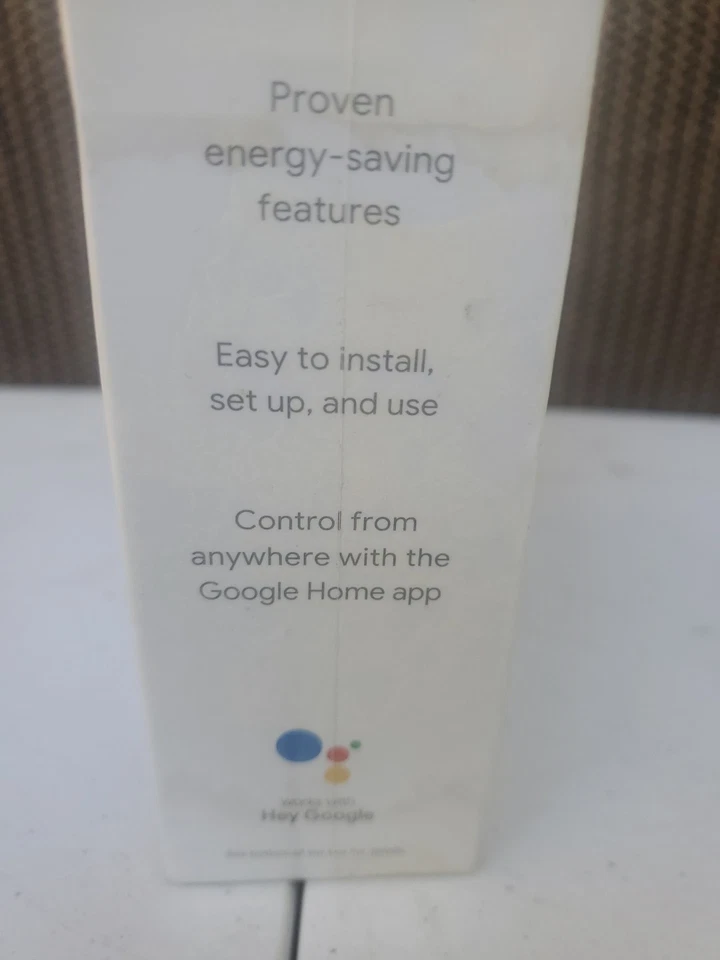 Proven
energy-saving
features
Easy to install,
set up, and use
Control from
anywhere with the
Google Home app
Hey Google